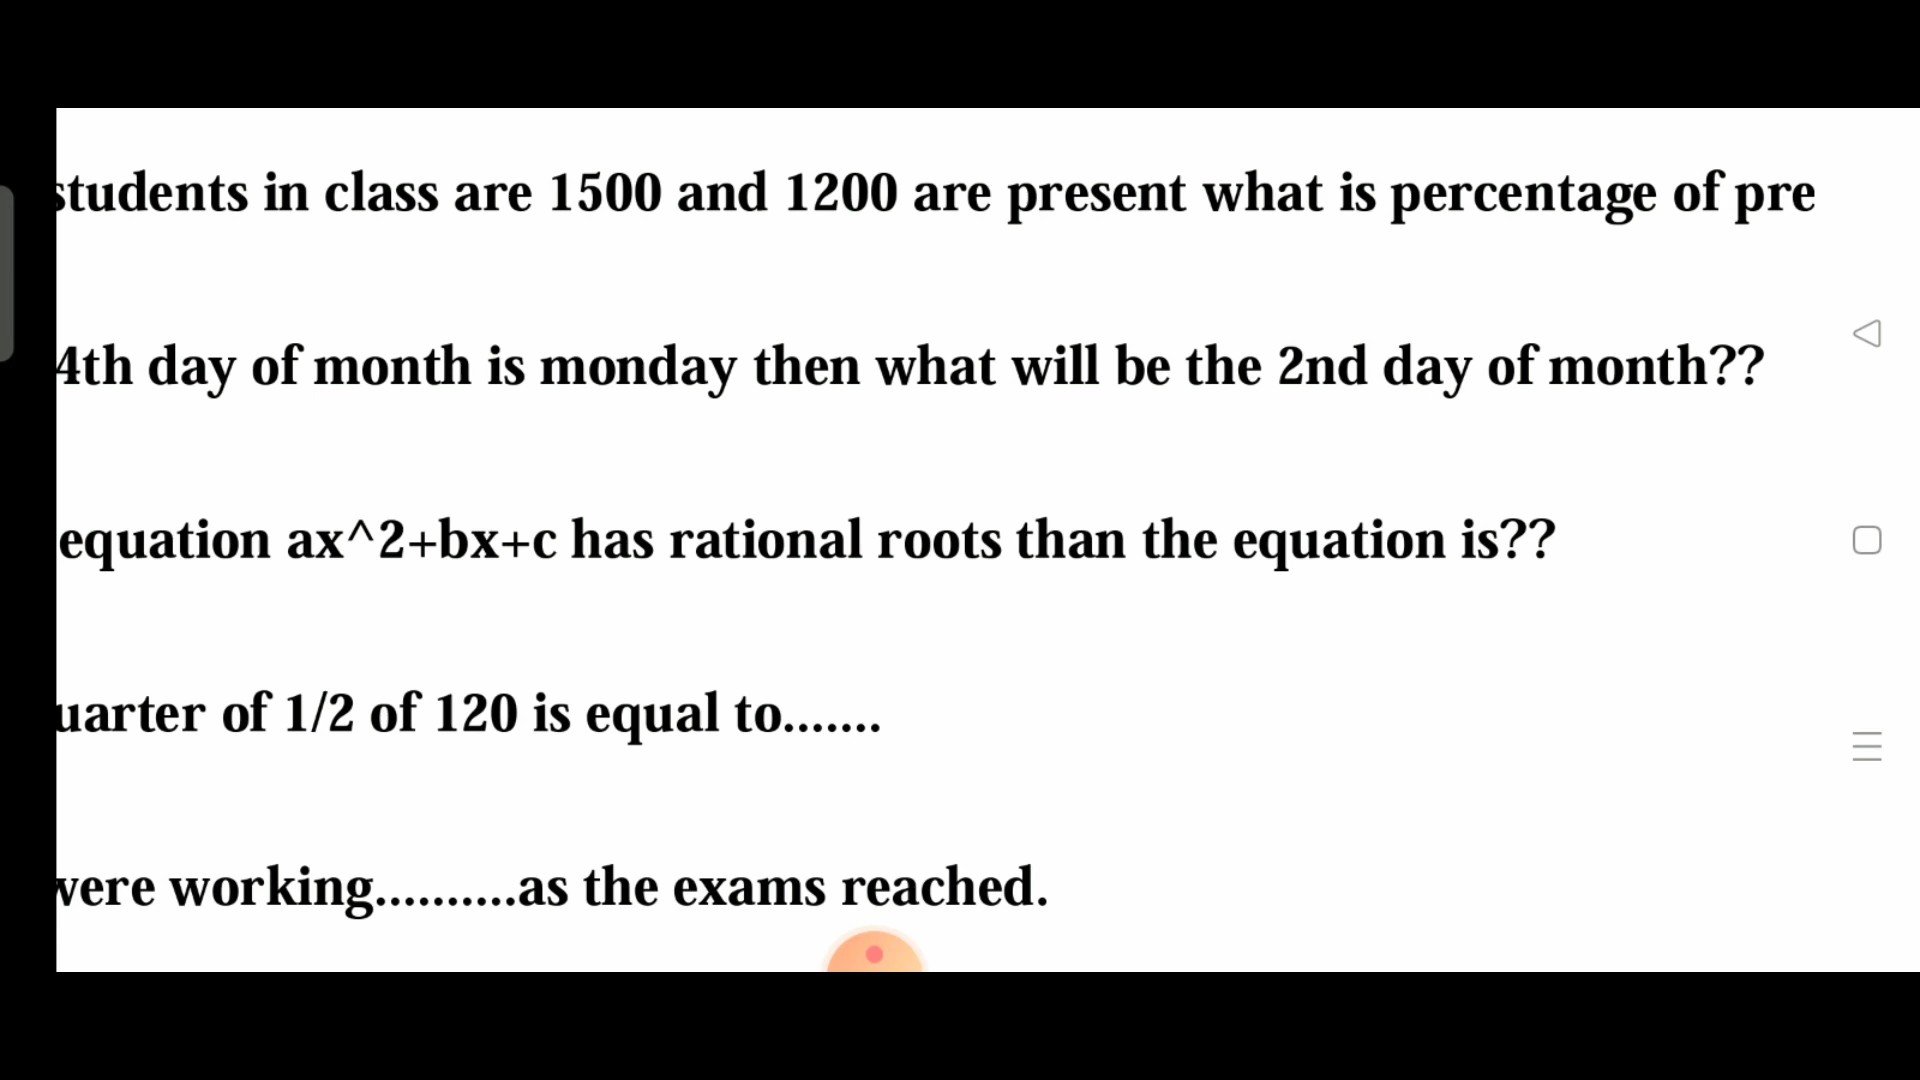 students in class are 1500 and 1200 are present what is percentage of pre
4th day of month is monday then what will be the 2nd day of month??
equation ax^2+bx+c has rational roots than the equation is??
uarter of 1/2 of 120 is equal to.......
were working..........as the exams reached.